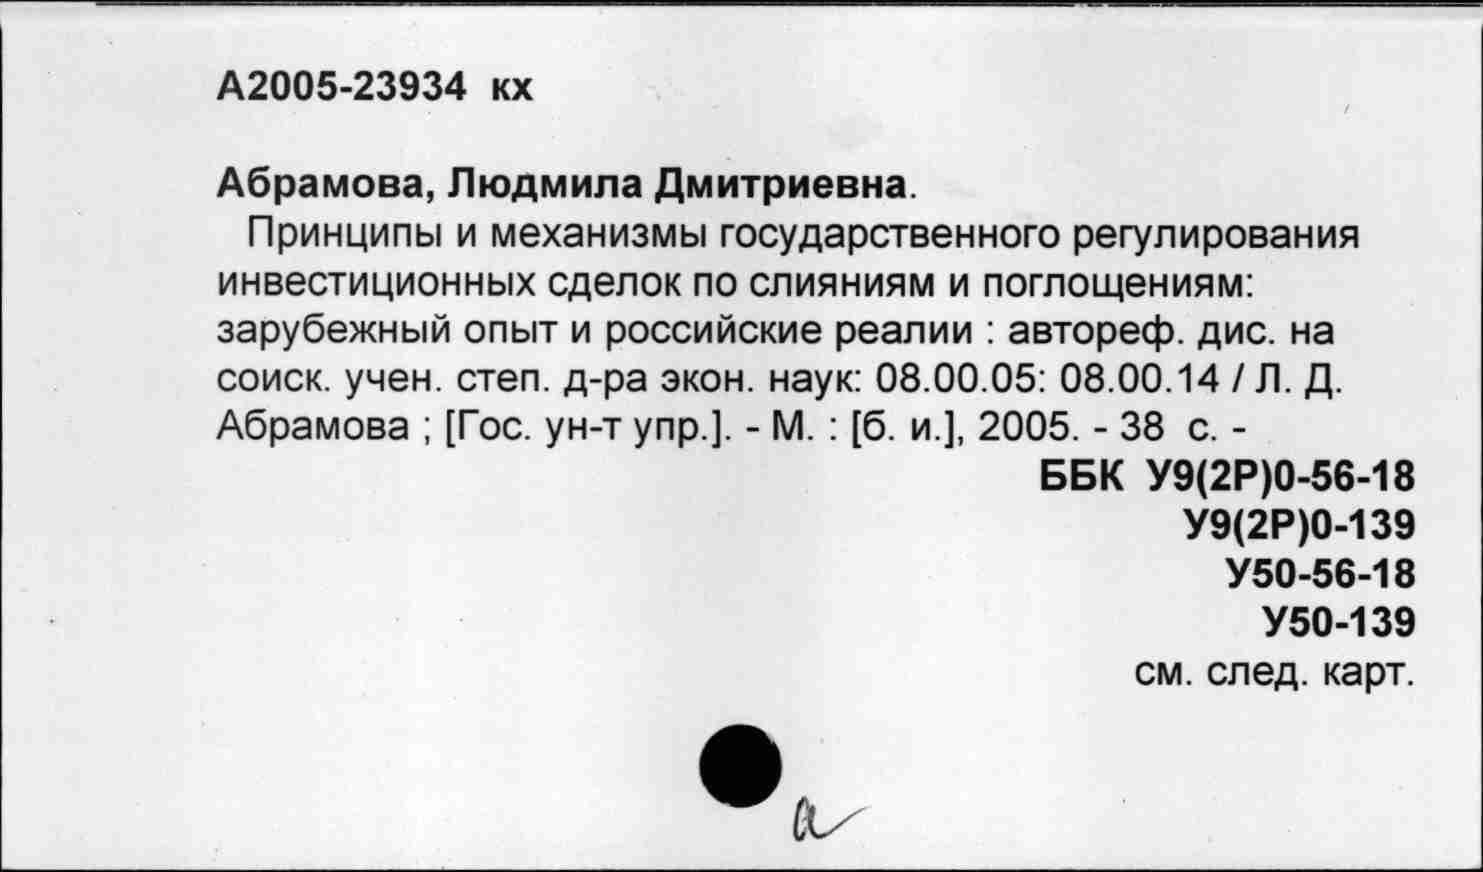 А2005-23934 кх
Абрамова, Людмила Дмитриевна.
Принципы и механизмы государственного регулирования
инвестиционных сделок по слияниям и поглощениям:
зарубежный опыт и российские реалии : автореф. дис. на
соиск. учен. степ. д-ра экон. наук: 08.00.05: 08.00.14 / Л. Д.
Абрамова ; [Гос. ун-т упр.]. - М. : [б. и.], 2005. - 38 с. -
ББК У9(2Р)0-56-18
У9(2Р)0-139
У50-56-18
У50-139
см. след. карт.
а